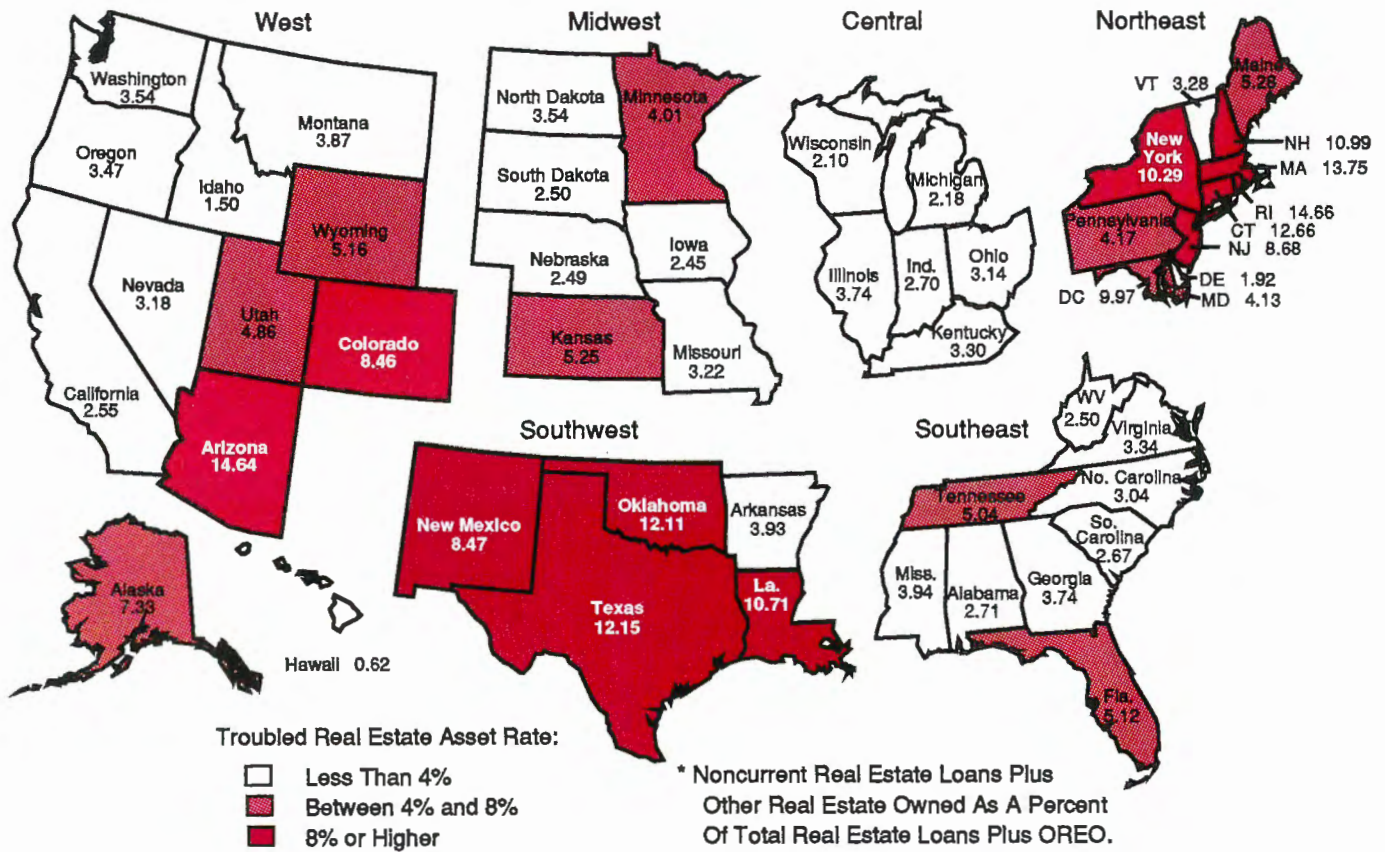 West
Washington
3.54
Oregon
3.47
Idaho
1.50
Montana
3.87
Wyoming
5.16
Nevada
3.18
Utah
4.86
Colorado
8.46
California
2.55
Arizona
14.64
Alaska
7.33
Hawaii 0.62
Midwest
North Dakota
3.54
Minnesota
4.01
South Dakota
2.50
Nebraska
2.49
Iowa
2.45
Kansas
5.25
Missouri
3.22
Central
Wisconsin
2.10
Michigan
2.18
Illinois
3.74
Ind.
2.70
Ohio
3.14
Kentucky
3.30
Northeast
Maine
5.28
VT 3.28
New
York
10.29
NH 10.99
MA 13.75
RI 14.66
CT 12.66
NJ 8.68
Pennsylvania
4.17
DE 1.92
MD 4.13
DC 9.97
Southwest
New Mexico
8.47
Oklahoma
12.11
Arkansas
3.93
Texas
12.15
La.
10.71
Southeast
WV
2.50
Virginia
3.34
Tennessee
5.04
No. Carolina
3.04
So.
Carolina
2.67
Miss.
3.94
Alabama
2.71
Georgia
3.74
Fla.
5.12
Troubled Real Estate Asset Rate:
Less Than 4%
Between 4% and 8%
8% or Higher
* Noncurrent Real Estate Loans Plus
Other Real Estate Owned As A Percent
Of Total Real Estate Loans Plus OREO.